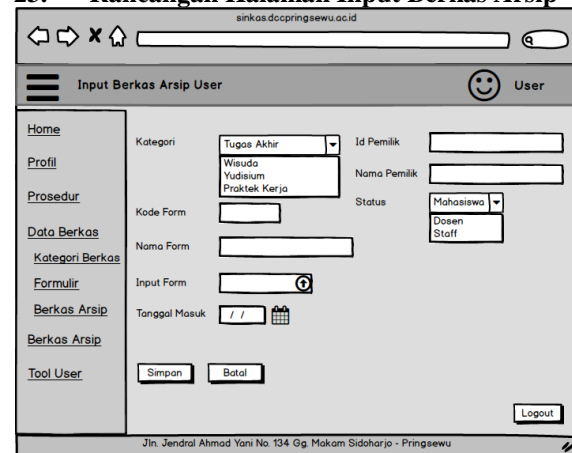 25. Rancangan Halaman Input Berkas Arsip
sinkas.dccpringsewu.ac.id
Input Berkas Arsip User
User
Home
Profil
Prosedur
Data Berkas
Kategori Berkas
Formulir
Berkas Arsip
Berkas Arsip
Tool User
Kategori
Tugas Akhir
Wisuda
Yudisium
Praktek Kerja
Kode Form
Nama Form
Input Form
Tanggal Masuk
/ /
Id Pemilik
Nama Pemilik
Status
Mahasiswa
Dosen
Staff
Simpan
Batal
Logout
Jln. Jendral Ahmad Yani No. 134 Gg. Makam Sidoharjo - Pringsewu